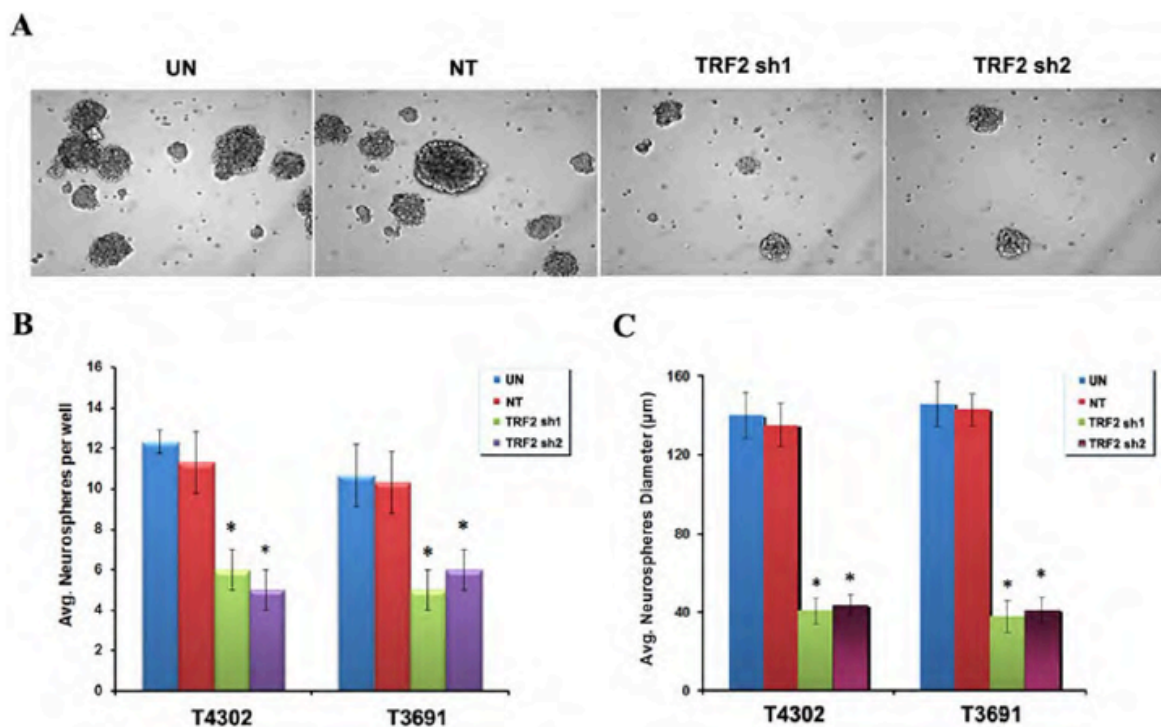 A
UN NT TRF2 sh1 TRF2 sh2
B
Avg. Neurospheres per well
16
14
12
10
8
6
4
2
0
UN
NT
TRF2 sh1
TRF2 sh2
* * * *
T4302 T3691
C
Avg. Neurospheres Diameter (µm)
160
120
80
40
0
UN
NT
TRF2 sh1
TRF2 sh2
* * * *
T4302 T3691